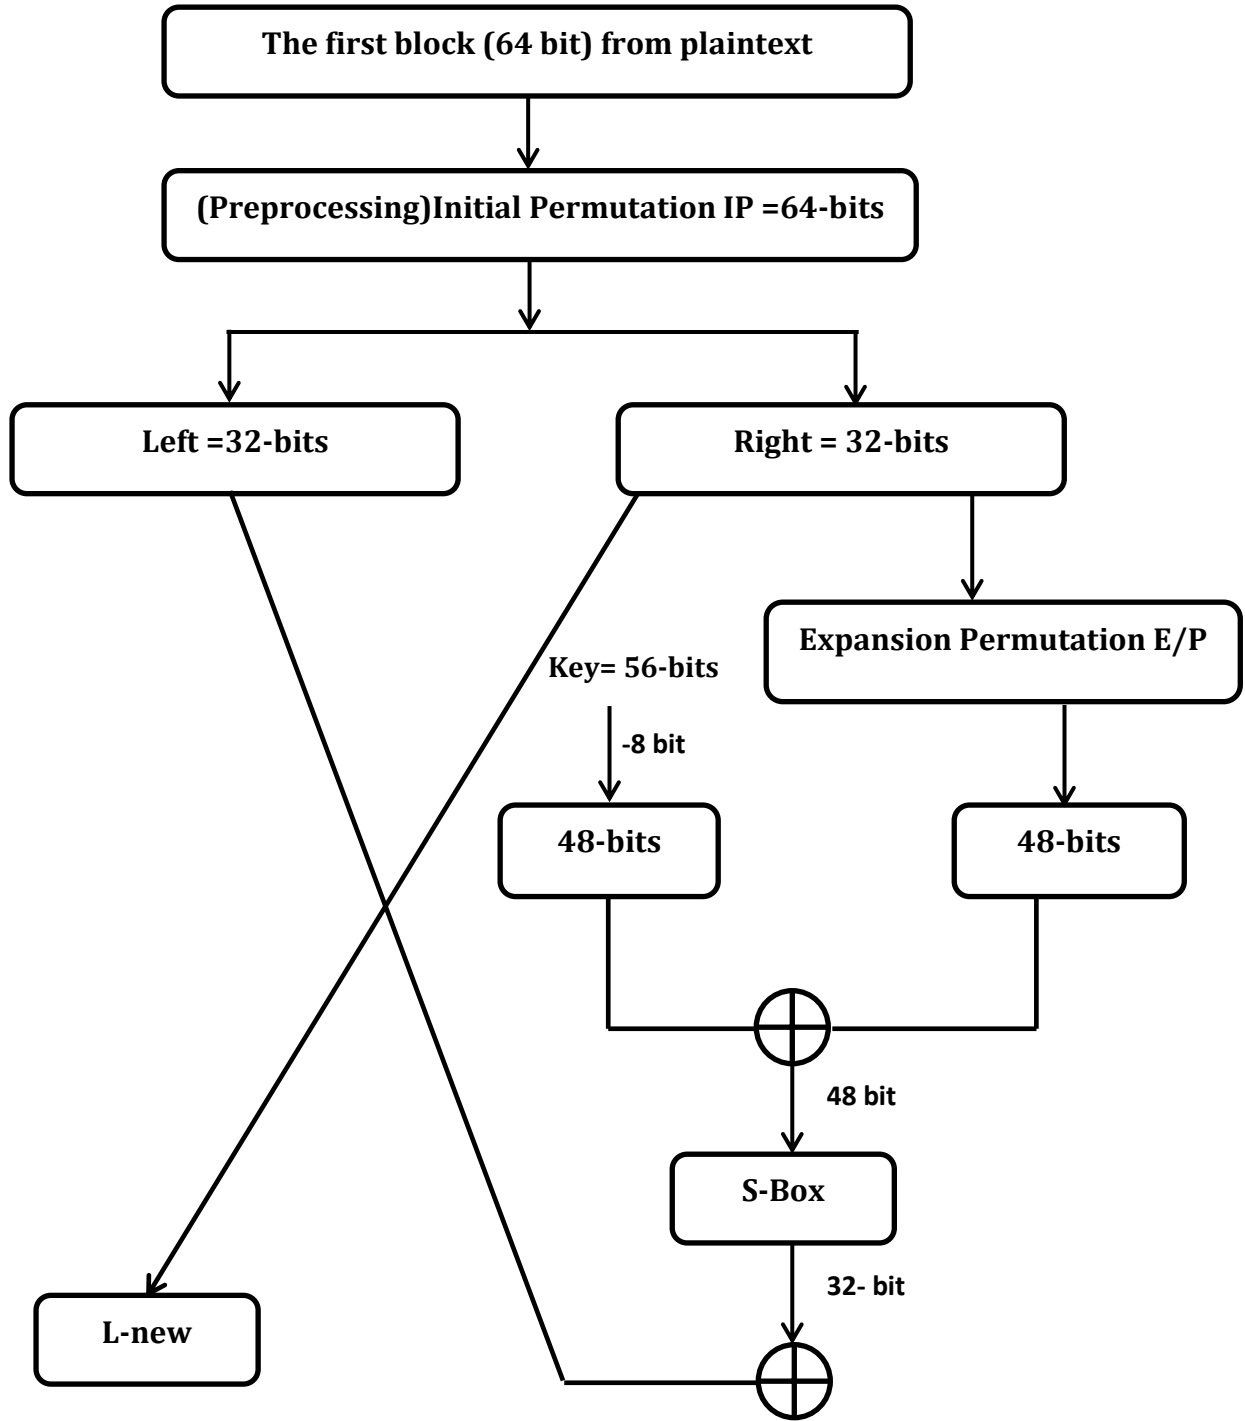 The first block (64 bit) from plaintext
(Preprocessing)Initial Permutation IP =64-bits
Left =32-bits
Right = 32-bits
Expansion Permutation E/P
Key= 56-bits
-8 bit
48-bits
48-bits
48 bit
S-Box
32- bit
L-new